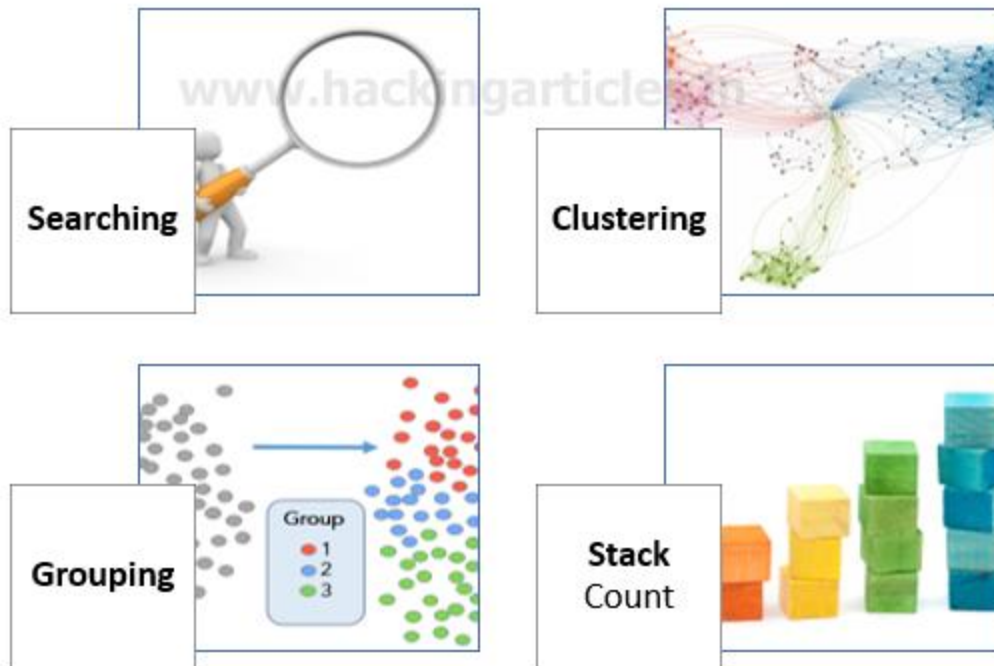 www.hackingarticles.in
Searching
Clustering
Grouping
Group
1
2
3
Stack
Count